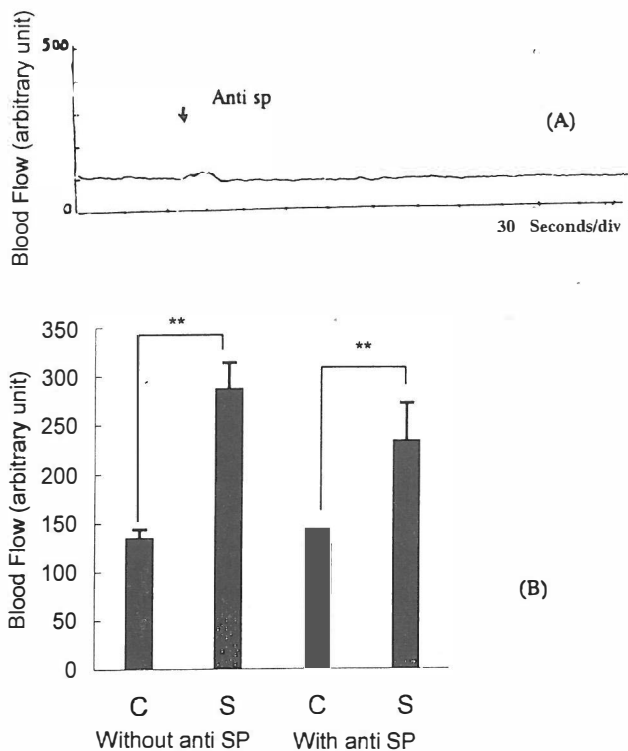 500
Blood Flow (arbitrary unit)
Anti sp
(A)
0
30 Seconds/div
Blood Flow (arbitrary unit)
350
300
250
200
150
100
50
0
**
**
(B)
C S C S
Without anti SP With anti SP